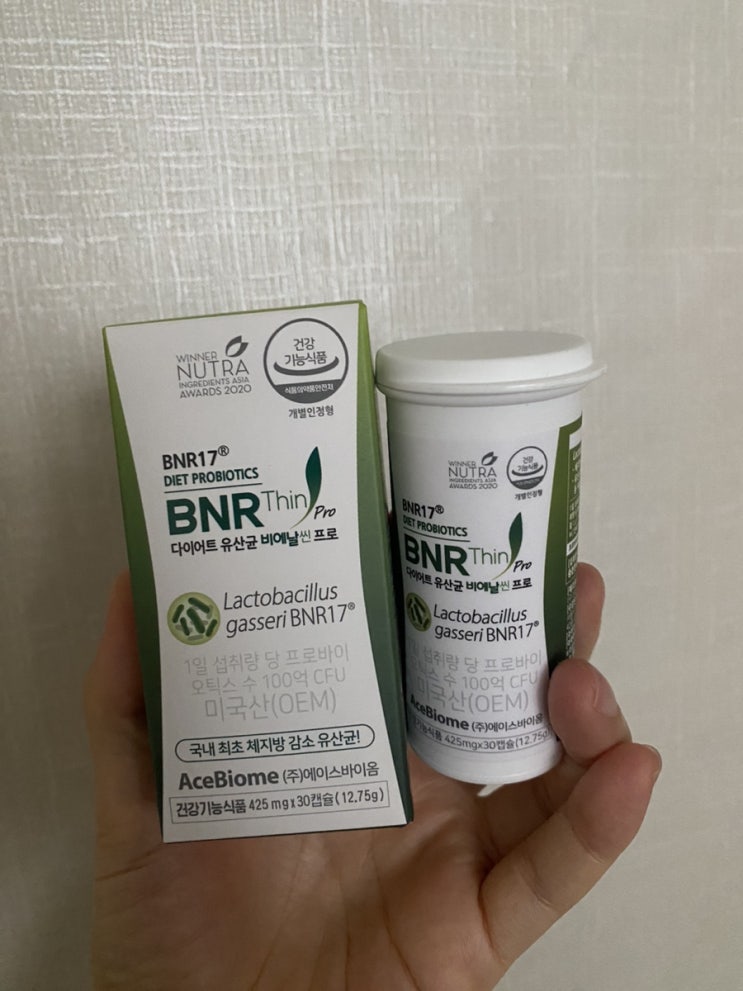 WINNER
NUTRA
INGREDIENTS ASIA
AWARDS 2020
건강
기능식품
식품의약품안전처
개별인정형
BNR17®
DIET PROBIOTICS
BNR Thin Pro
다이어트 유산균 비에날씬 프로
Lactobacillus
gasseri BNR17®
1일 섭취량 당 프로바이
오틱스 수 100억 CFU
미국산(OEM)
국내 최초 체지방 감소 유산균!
AceBiome (주)에이스바이옴
건강기능식품 425 mg x 30캡슐(12.75g)
WINNER
NUTRA
INGREDIENTS ASIA
AWARDS 2020
건강
기능식품
개별인정형
BNR17®
DIET PROBIOTICS
BNR Thin Pro
다이어트 유산균 비에날씬 프로
Lactobacillus
gasseri BNR17®
섭취량 당 프로바이
수 100억 CFU
미국산(OEM)
AceBiome (주)에이스바이옴
425mg x 30캡슐(12.75g)